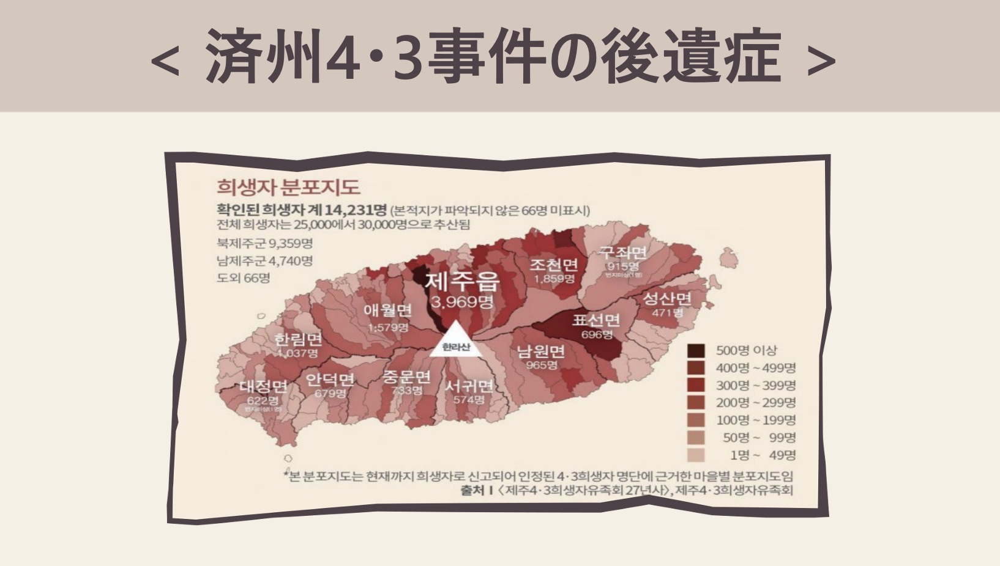 < 済州4・3事件の後遺症 >
희생자 분포지도
확인된 희생자 계 14,231명 (본적지가 파악되지 않은 66명 미표시)
전체 희생자는 25,000에서 30,000명으로 추산됨
북제주군 9,359명
남제주군 4,740명
도외 66명
구좌면
915명
번지미상(1명)
조천면
1,859명
제주읍
3,969명
성산면
471명
애월면
1,579명
표선면
696명
한림면
1,037명
한라산
남원면
965명
안덕면
679명
중문면
733명
서귀면
574명
대정면
622명
500명 이상
400명 ~ 499명
300명 ~ 399명
200명 ~ 299명
100명 ~ 199명
50명 ~ 99명
1명 ~ 49명
*본 분포지도는 현재까지 희생자로 신고되어 인정된 4·3희생자 명단에 근거한 마을별 분포지도임
출처 I 〈제주4·3희생자유족회 27년사〉, 제주4·3희생자유족회